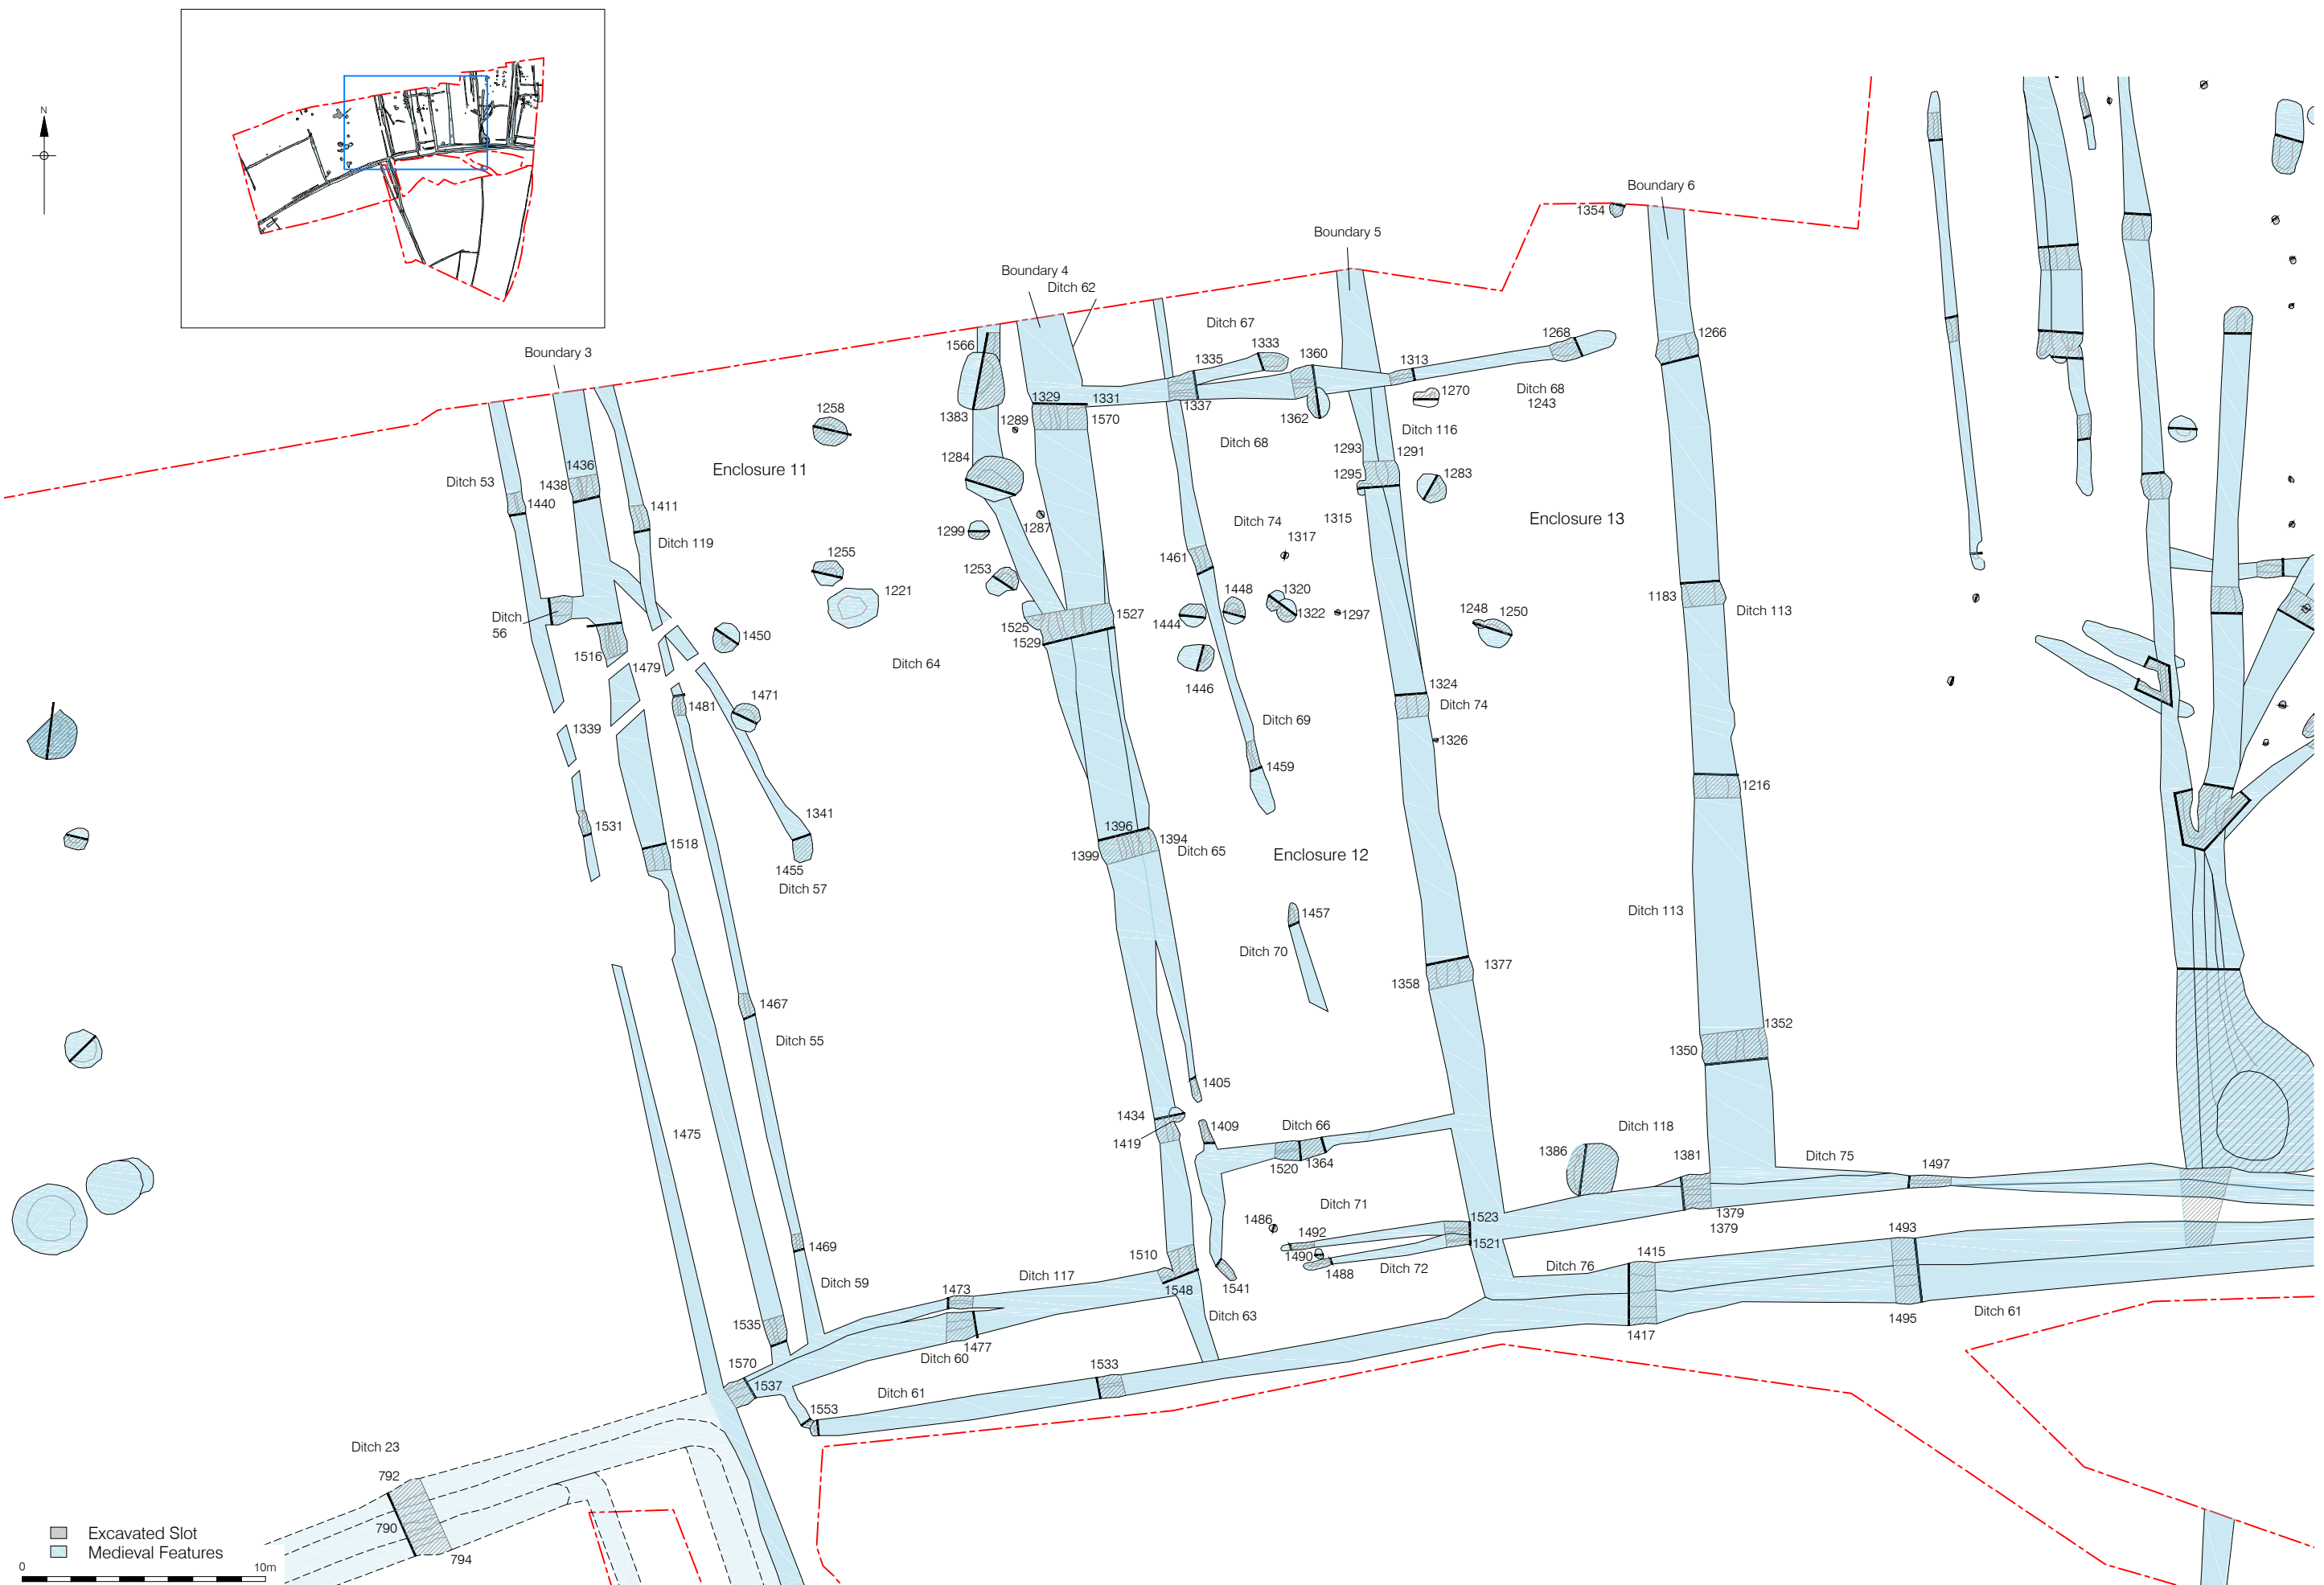 N
Boundary 6
1354
Boundary 5
Boundary 4
Ditch 62
Ditch 67
1333
1268
1266
1566
1335
1360
1313
Boundary 3
1270
Ditch 68
1243
1258
1383
1289
1329
1331
1570
1337
1362
Ditch 116
Ditch 68
1293
1291
1284
Enclosure 11
1436
1438
Ditch 53
1440
1295
1283
1411
1299
1287
Ditch 74
1315
Enclosure 13
1317
Ditch 119
1255
1461
1253
1221
1448
1320
1183
Ditch 113
Ditch
56
1525
1527
1444
1322
1297
1248
1250
1529
1450
1516
1479
Ditch 64
1446
1324
1471
1481
Ditch 74
Ditch 69
1339
1326
1459
1216
1341
1531
1518
1396
1394
1399
Ditch 65
Enclosure 12
1455
Ditch 57
1457
Ditch 113
Ditch 70
1377
1358
1467
1352
Ditch 55
1350
1405
1434
1419
1409
Ditch 66
Ditch 118
1475
1520
1364
1386
1381
Ditch 75
1497
Ditch 71
1486
1492
1523
1379
1379
1493
1469
1510
1490
1521
1415
1488
Ditch 72
Ditch 76
Ditch 59
Ditch 117
1473
1548
1541
Ditch 63
1495
Ditch 61
1535
1477
Ditch 60
1417
1570
1533
1537
Ditch 61
1553
Ditch 23
792
790
794
Excavated Slot
Medieval Features
0
10m